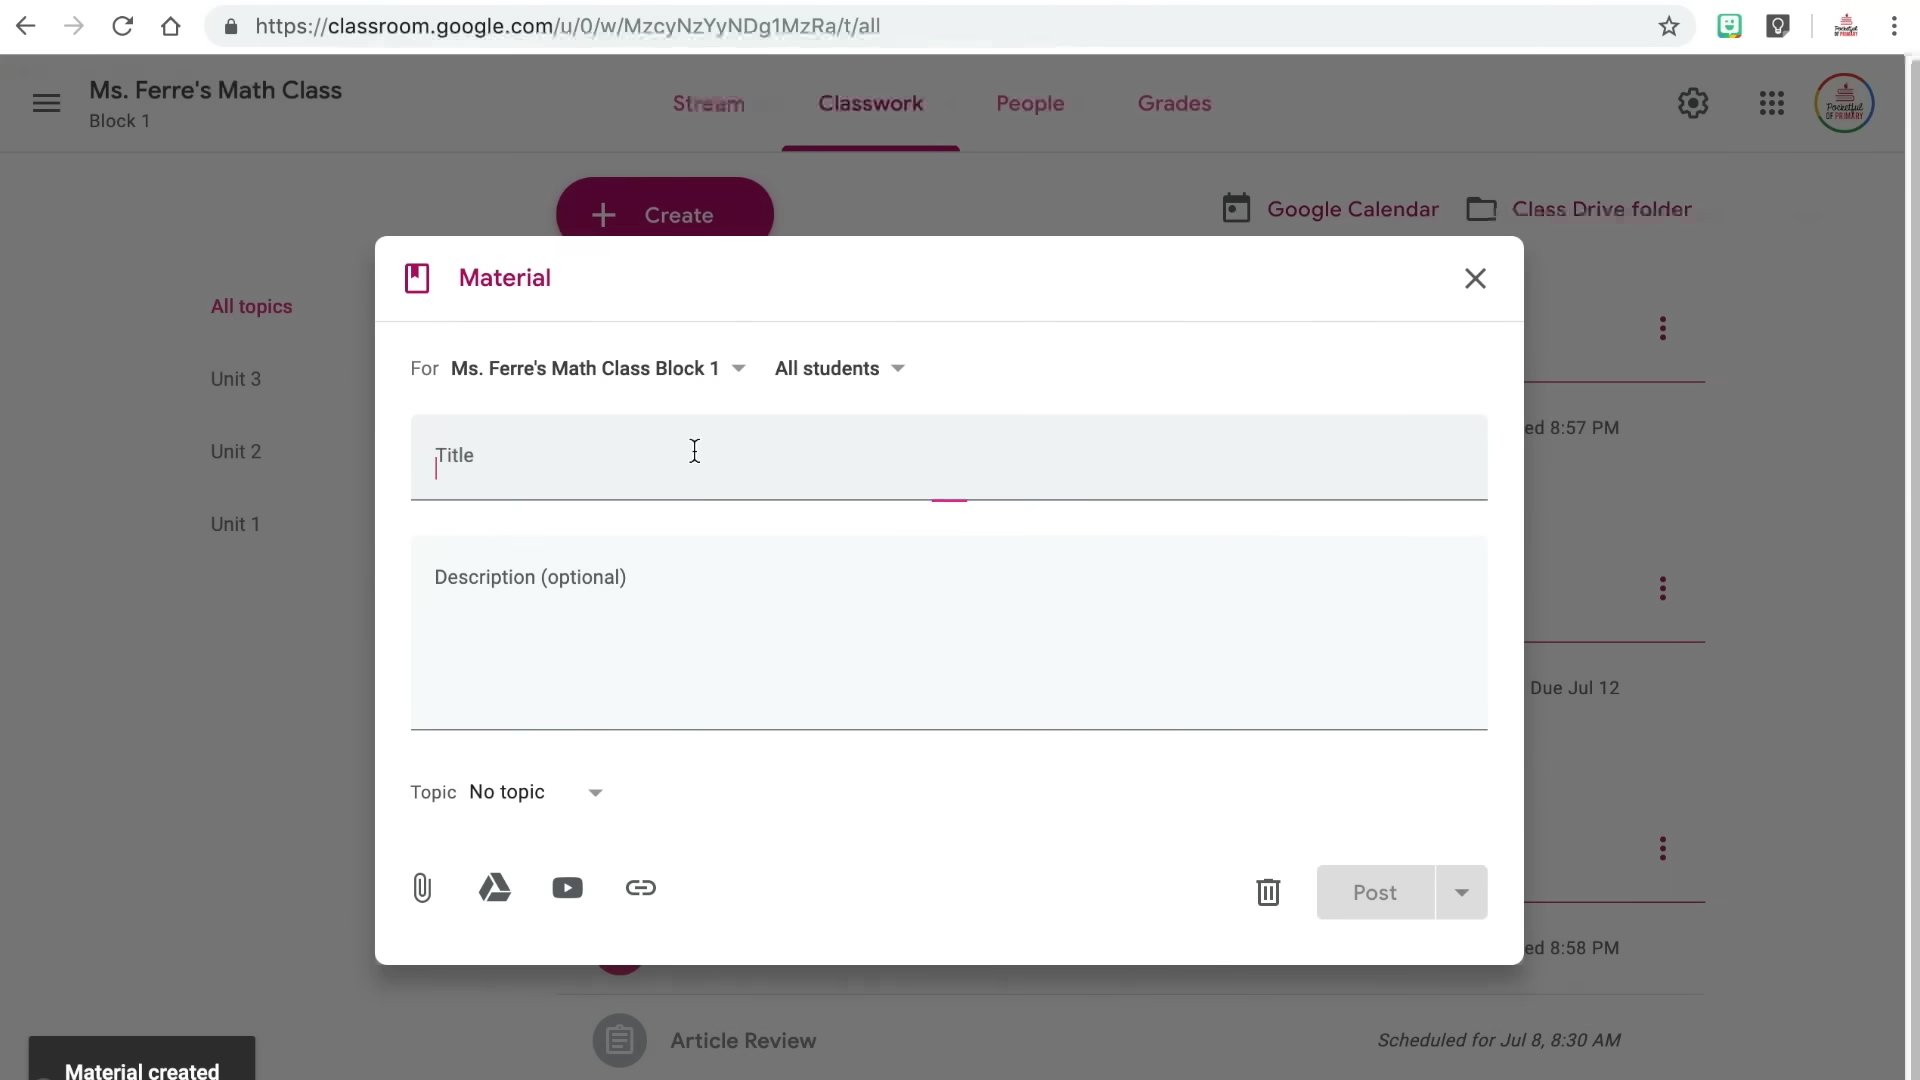 https://classroom.google.com/u/0/w/MzcyNzYyNDg1MzRa/t/all
Ms. Ferre's Math Class
Block 1
Stream
Classwork
People
Grades
Pocketful
OF PRIMARY
Create
Google Calendar
Class Drive folder
All topics
Unit 3
Unit 2
Unit 1
Material
For Ms. Ferre's Math Class Block 1 All students
Title
Description (optional)
Topic No topic
Post
ed 8:57 PM
Due Jul 12
ed 8:58 PM
Article Review
Scheduled for Jul 8, 8:30 AM
Material created